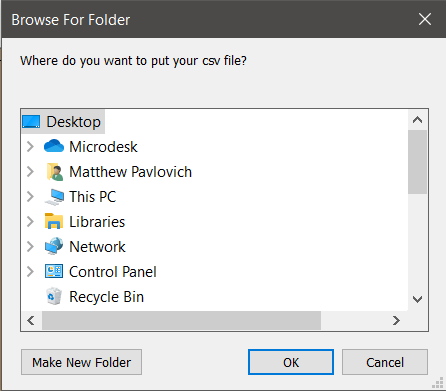 Browse For Folder
Where do you want to put your csv file?
Desktop
Microdesk
Matthew Pavlovich
This PC
Libraries
Network
Control Panel
Recycle Bin
Make New Folder
OK
Cancel